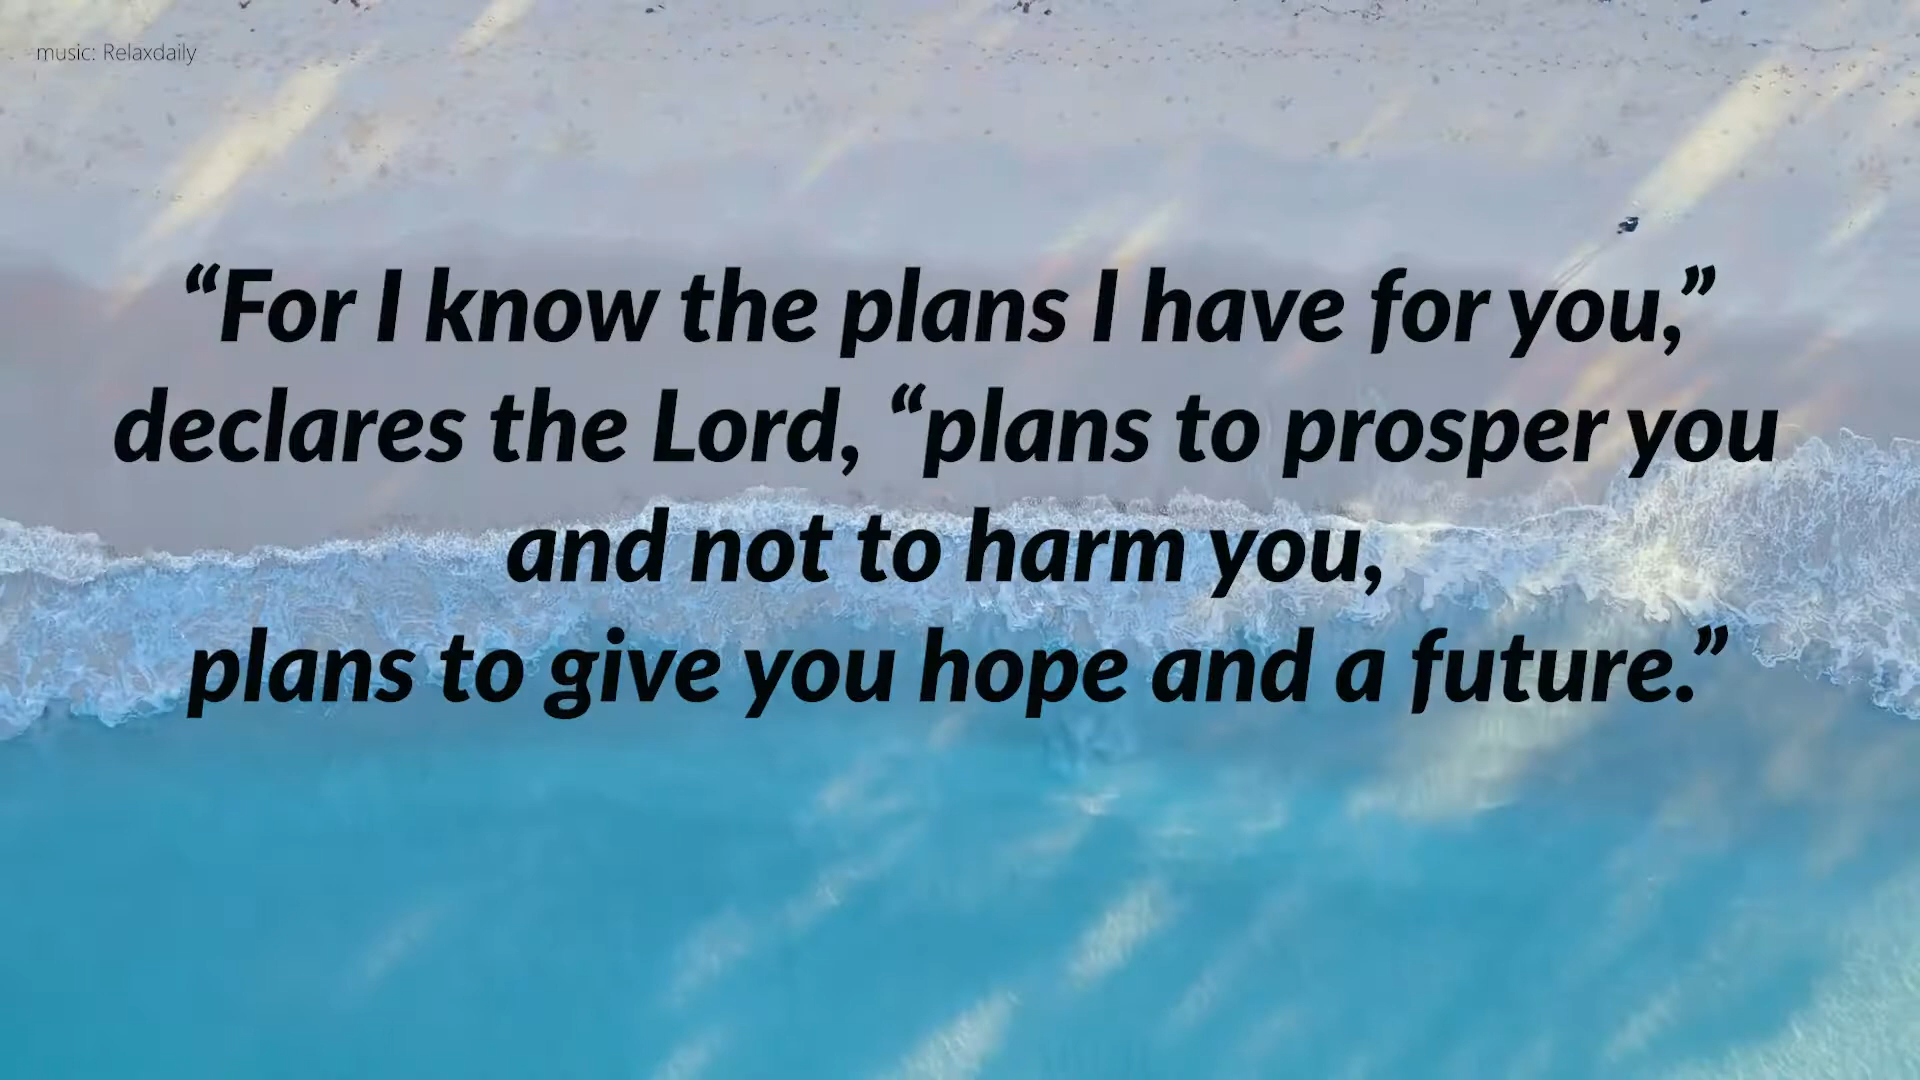 music: Relaxdaily
“For I know the plans I have for you,”
declares the Lord, “plans to prosper you
and not to harm you,
plans to give you hope and a future.”